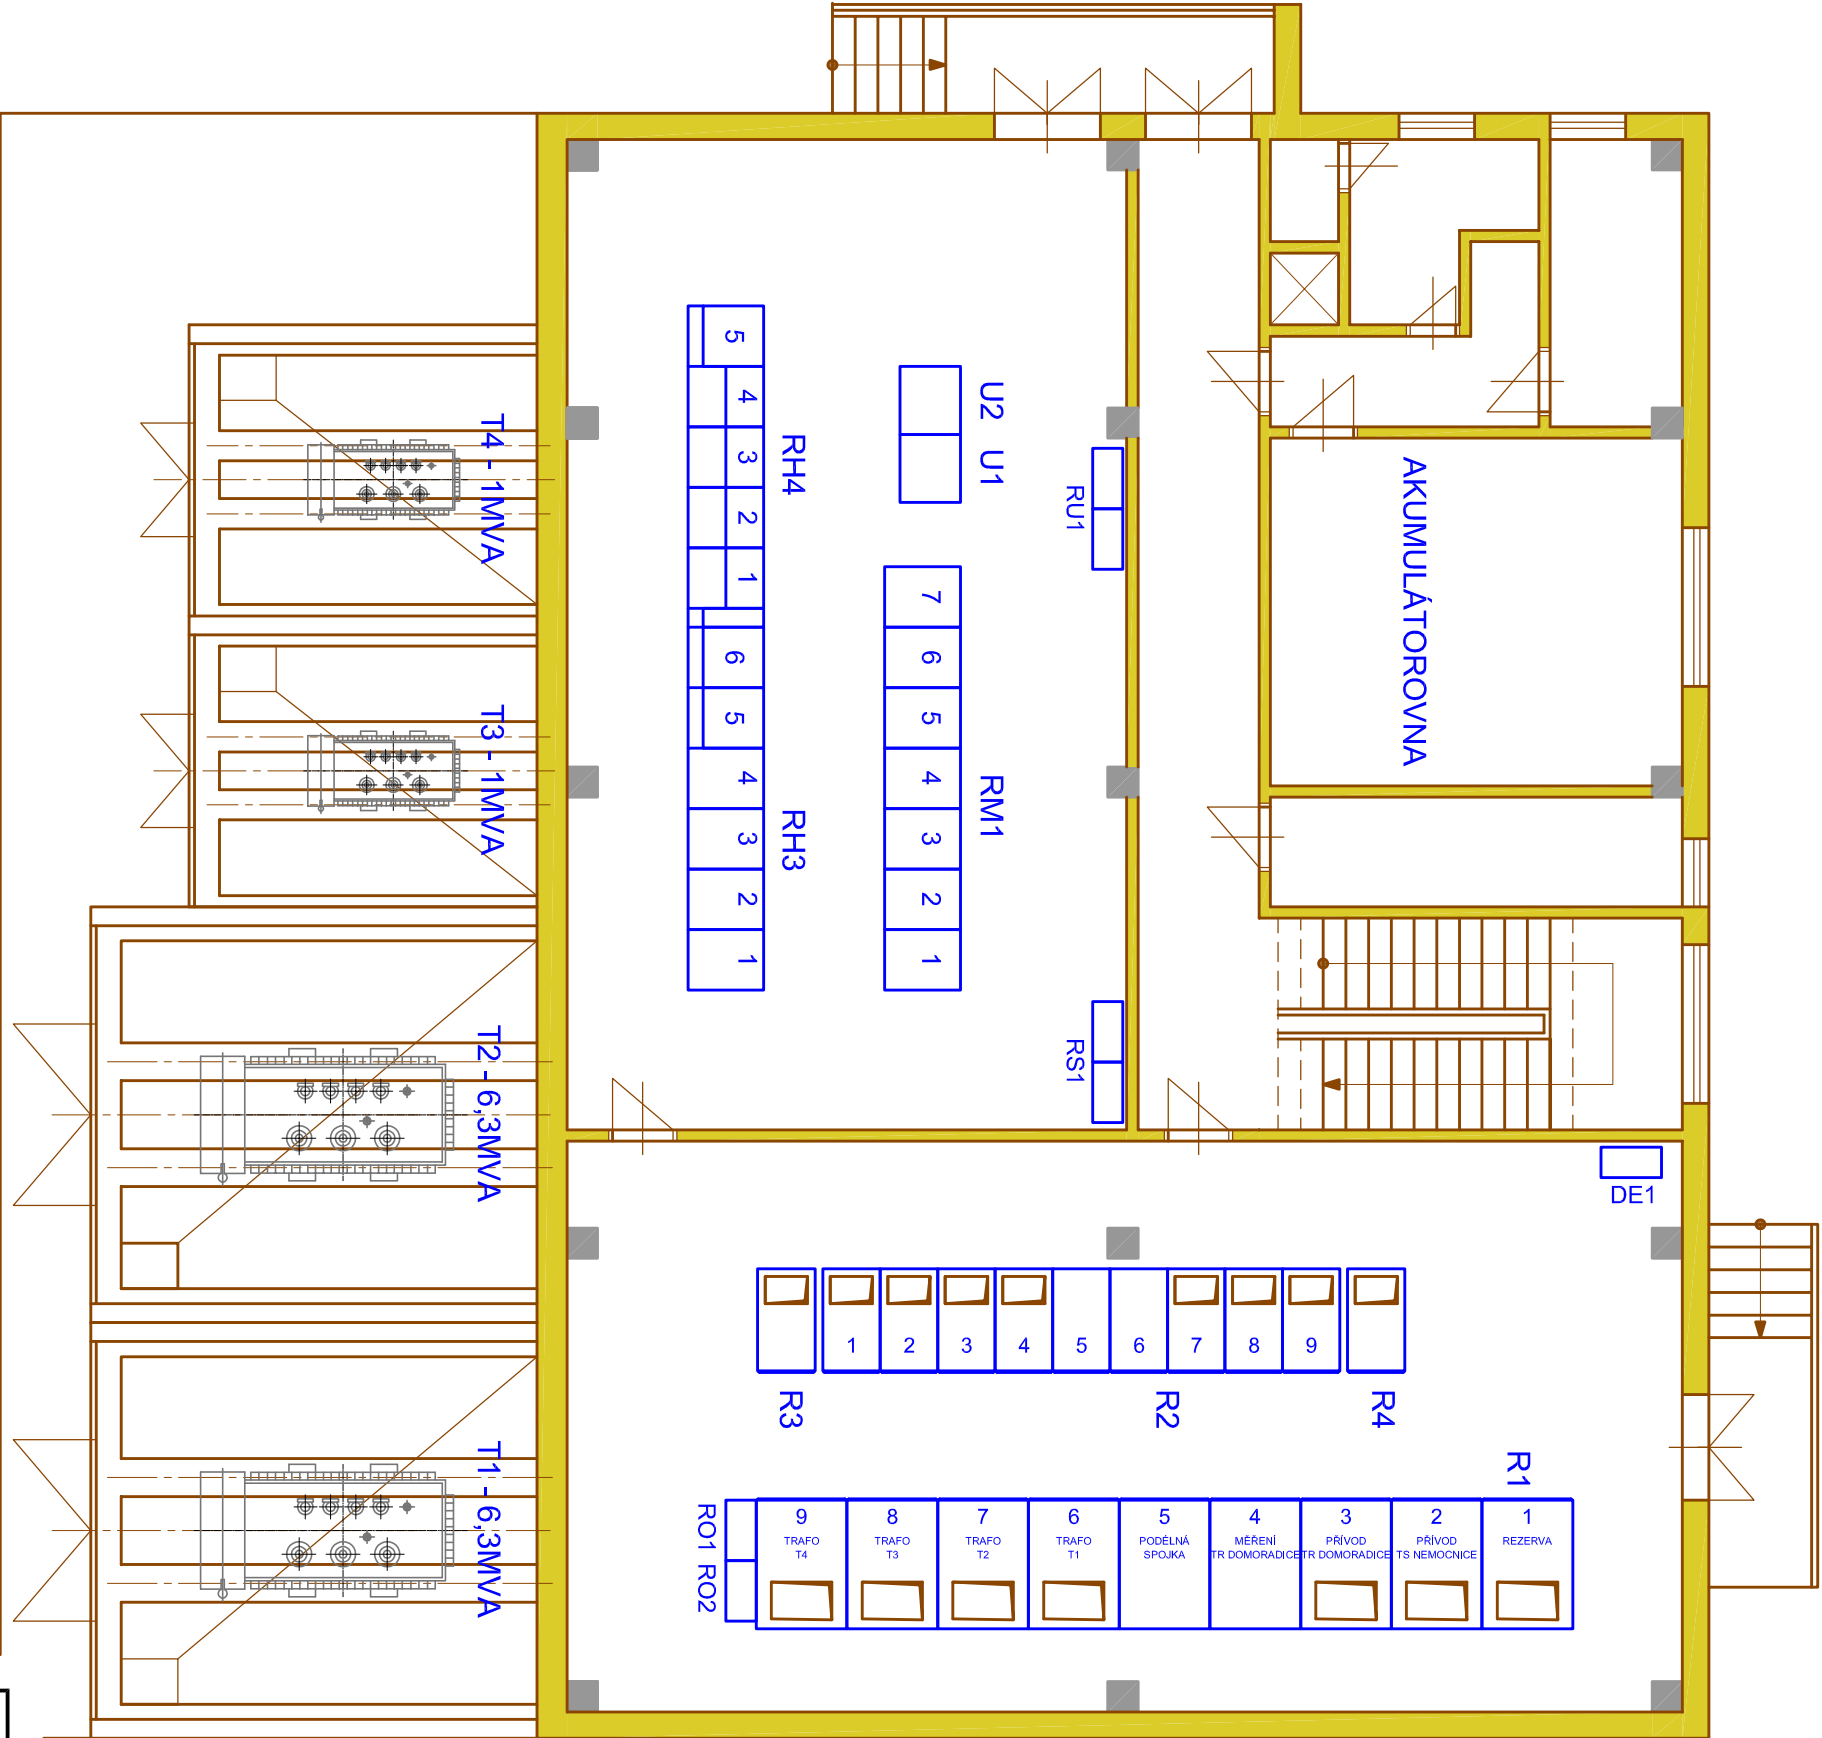 5
4
3
2
1
RH4
6
5
4
3
2
1
RH3
U2
U1
7
6
5
4
3
2
1
RM1
RU1
RS1
AKUMULÁTOROVNA
T4 - 1MVA
T3 - 1MVA
T2 - 6,3MVA
T1 - 6,3MVA
DE1
1 2 3 4 5 6 7 8 9
R3
R2
R4
R1
RO1 RO2
9
TRAFO
T4
8
TRAFO
T3
7
TRAFO
T2
6
TRAFO
T1
5
PODÉLNÁ
SPOJKA
4
MĚŘENÍ
TR DOMORADICE
3
PŘÍVOD
TR DOMORADICE
2
PŘÍVOD
TS NEMOCNICE
1
REZERVA